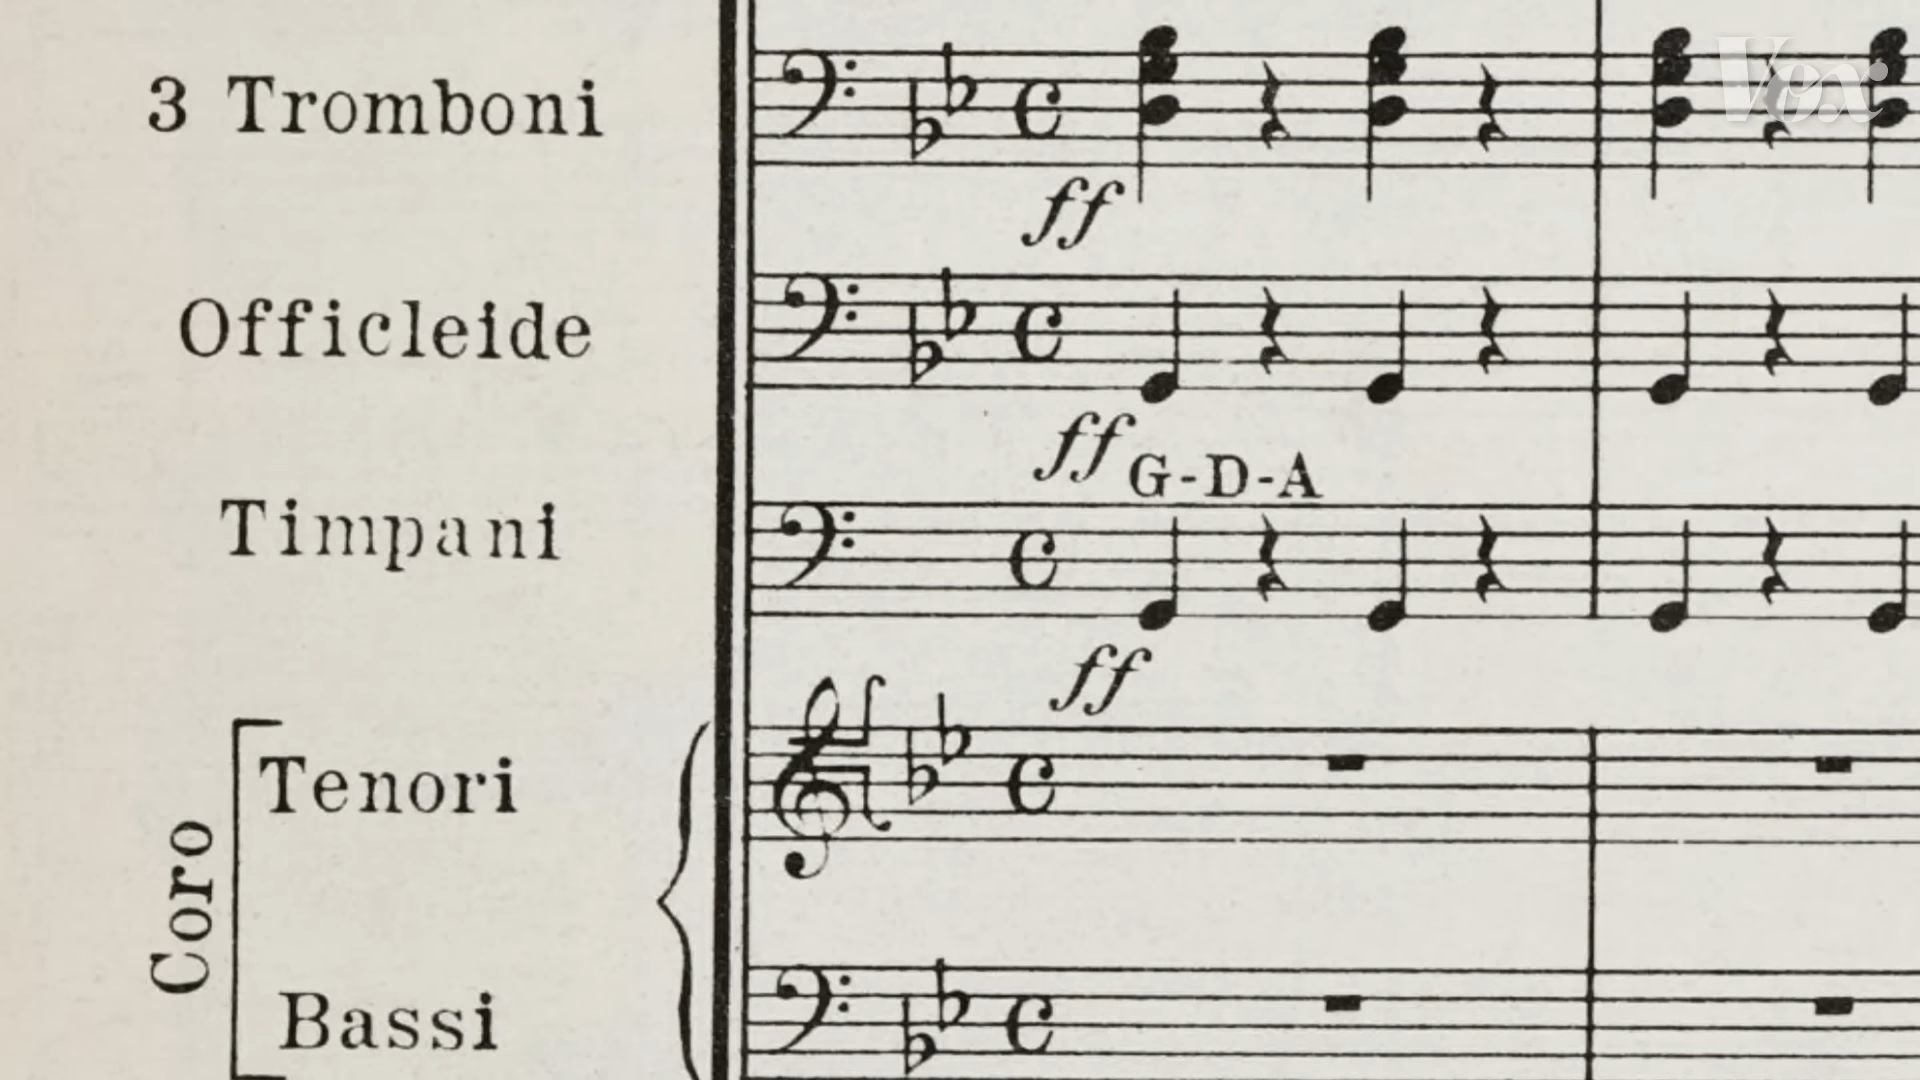 3 Tromboni
Vox
ff
Officleide
ff
G-D-A
Timpani
ff
Coro
Tenori
Bassi